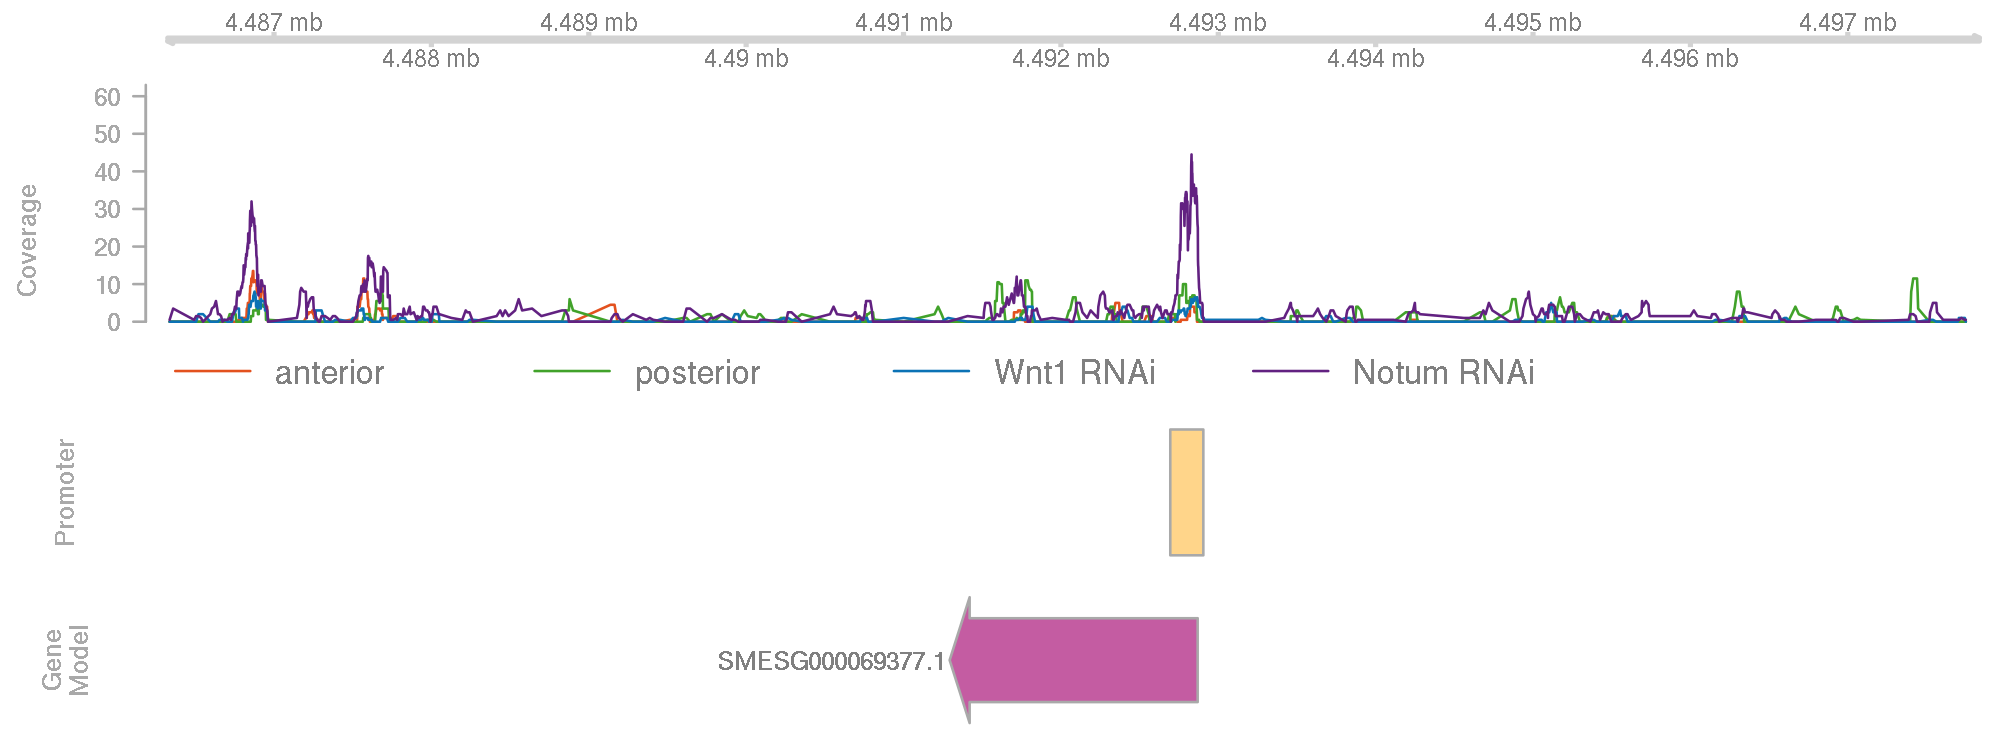 4.487 mb 4.489 mb 4.491 mb 4.493 mb 4.495 mb 4.497 mb
4.488 mb 4.49 mb 4.492 mb 4.494 mb 4.496 mb
Coverage
60
50
40
30
20
10
0
anterior posterior Wnt1 RNAi Notum RNAi
Promoter
Gene
Model
SMESG000069377.1